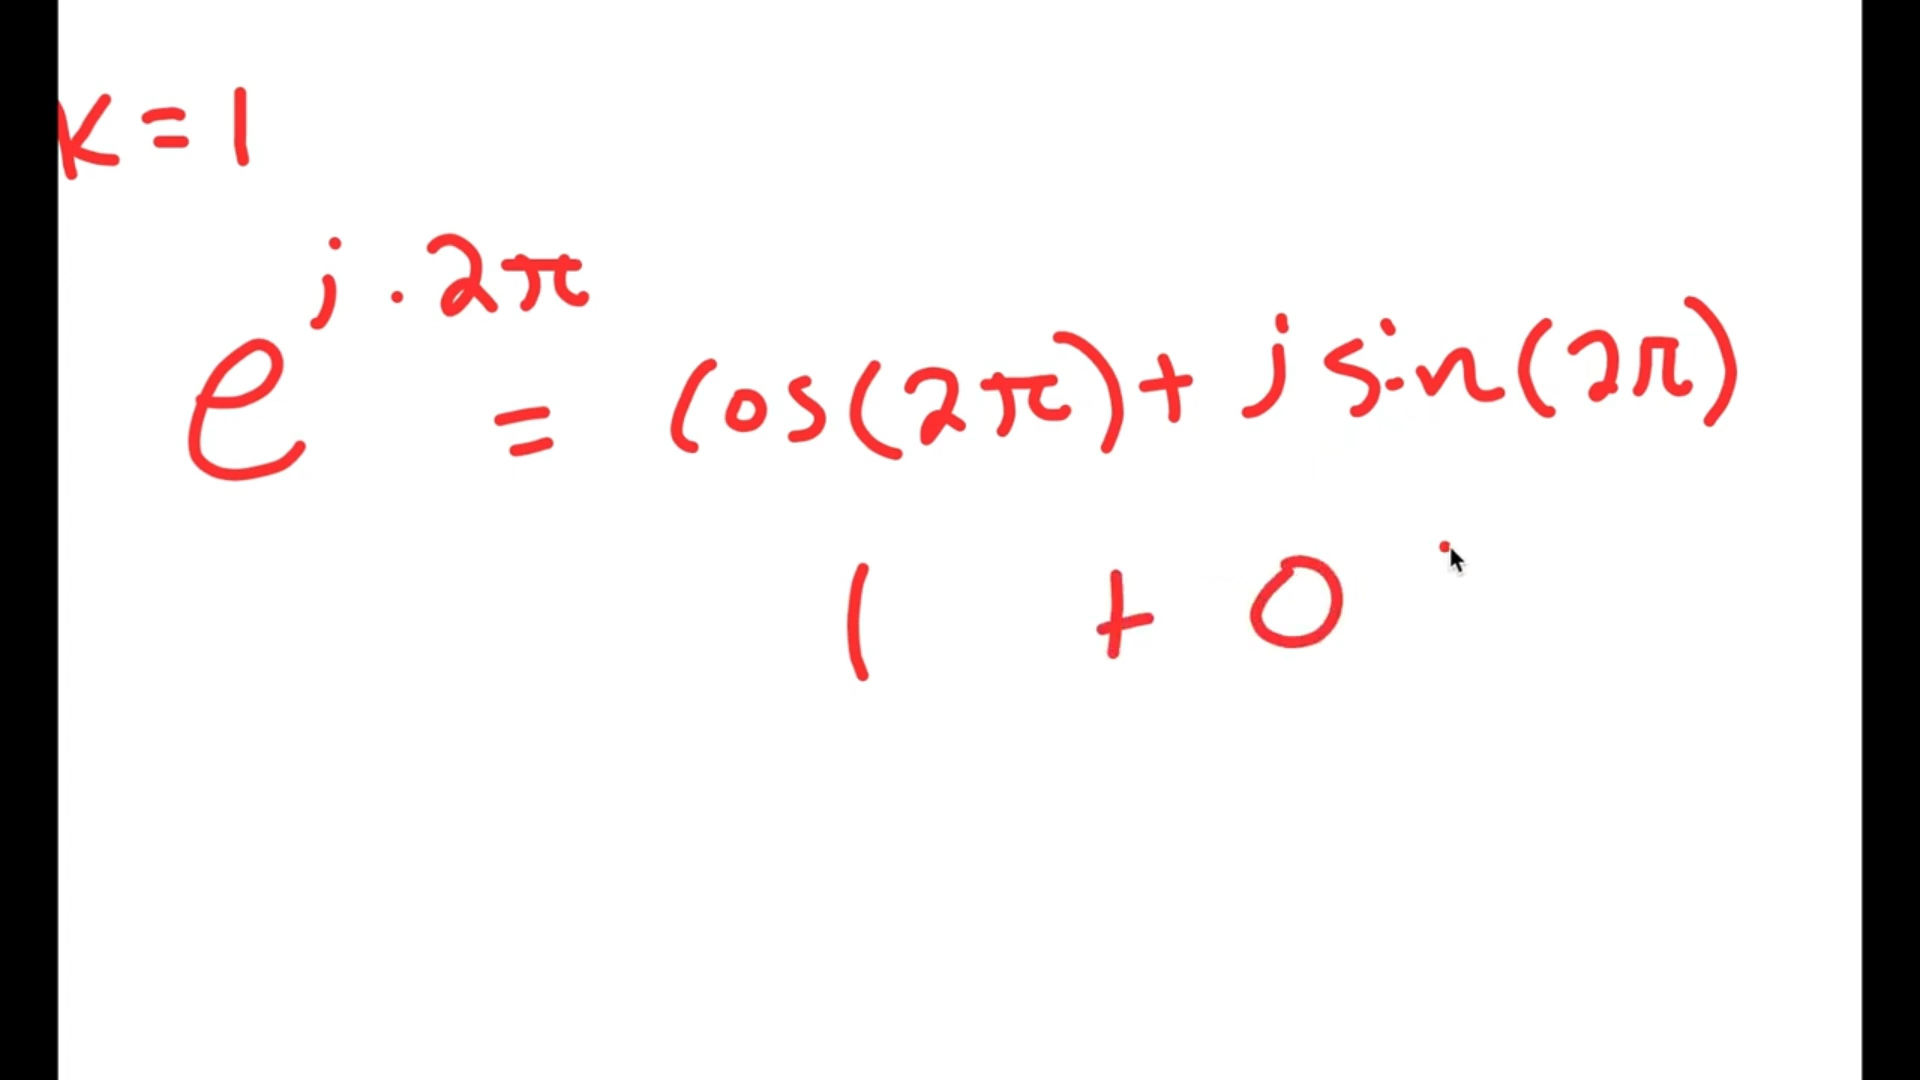 k = 1
e^{j · 2π} = cos(2π) + j sin(2π)
1 + 0